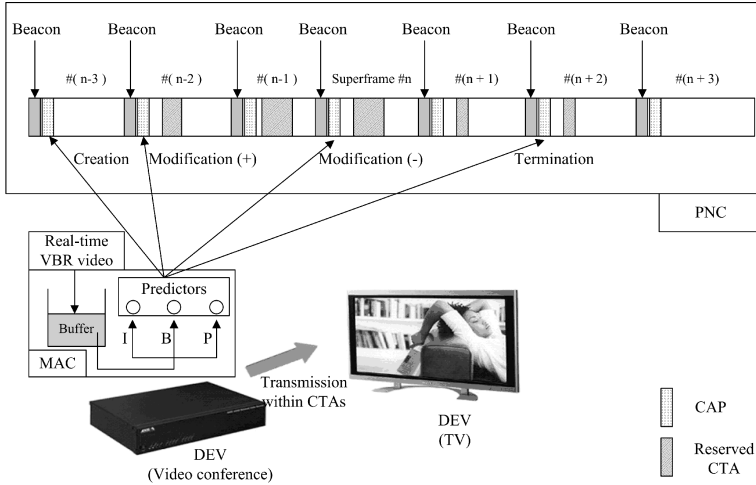 Beacon Beacon Beacon Beacon Beacon Beacon Beacon
#( n-3) #( n-2) #( n-1) Superframe #n #(n + 1) #(n + 2) #(n + 3)
Creation Modification (+) Modification (-) Termination
PNC
Real-time
VBR video
Predictors
Buffer
I B P
MAC
Transmission
within CTAs
DEV
(Video conference)
DEV
(TV)
CAP
Reserved
CTA